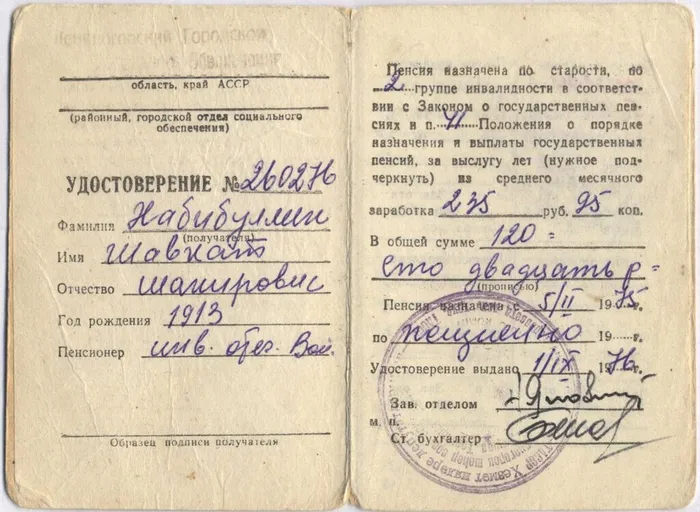 Лениногорский Городской
область, край АССР
(районный, городской отдел социального
обеспечения)
УДОСТОВЕРЕНИЕ № 260276
Фамилия Набибуллин
(получателя)
Имя Шавкат
Отчество Шакирович
Год рождения 1913
Пенсионер инв. отеч. Вой.
Образец подписи получателя
Пенсия назначена по старости, по
2 группе инвалидности в соответст-
вии с Законом о государственных пен-
сиях и п. 41 Положения о порядке
назначения и выплаты государственных
пенсий, за выслугу лет (нужное под-
черкнуть) из среднего месячного
заработка 235 руб. 95 коп.
В общей сумме 120=
сто двадцать р=
(прописью)
Пенсия назначена с 5/II 1975г.
по пожизненно 19 г.
Удостоверение выдано 1/IX 1976г.
Зав. отделом
м. п.
Ст. бухгалтер